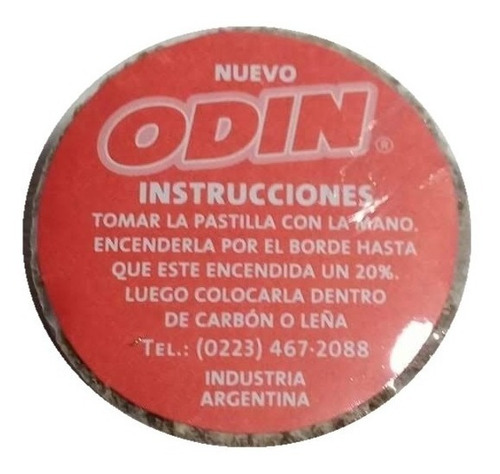 NUEVO
ODIN®
INSTRUCCIONES
TOMAR LA PASTILLA CON LA MANO.
ENCENDERLA POR EL BORDE HASTA
QUE ESTE ENCENDIDA UN 20%.
LUEGO COLOCARLA DENTRO
DE CARBÓN O LEÑA
TEL.: (0223) 467-2088
INDUSTRIA
ARGENTINA